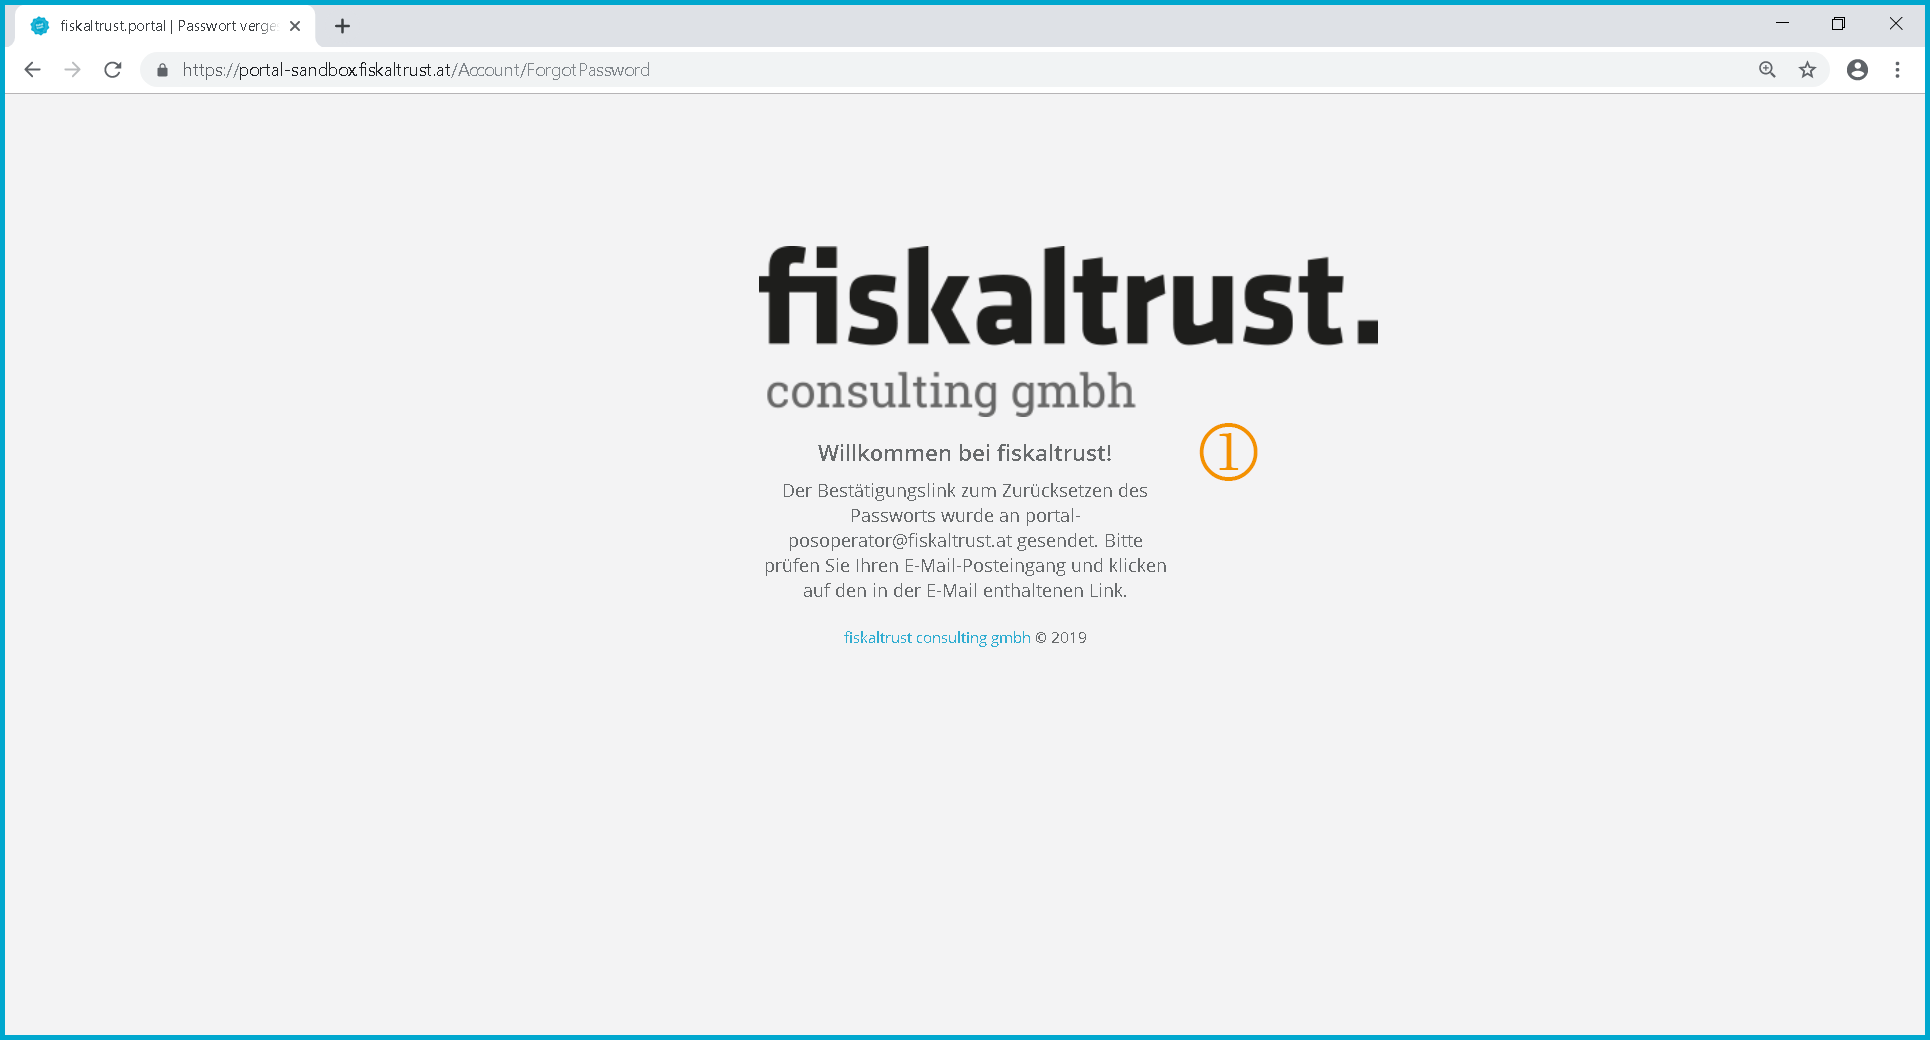 fiskaltrust.portal | Passwort verge
https://portal-sandbox.fiskaltrust.at/Account/ForgotPassword
fiskaltrust.
consulting gmbh
Willkommen bei fiskaltrust!
①
Der Bestätigungslink zum Zurücksetzen des
Passworts wurde an portal-
posoperator@fiskaltrust.at gesendet. Bitte
prüfen Sie Ihren E-Mail-Posteingang und klicken
auf den in der E-Mail enthaltenen Link.
fiskaltrust consulting gmbh © 2019